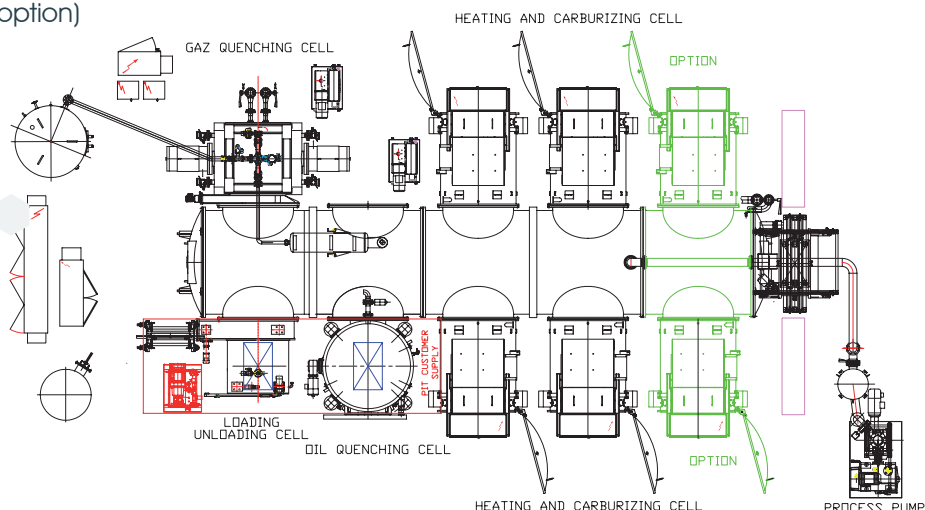 option)
HEATING AND CARBURIZING CELL
GAZ QUENCHING CELL
OPTION
PIT CUSTOMER
SUPPLY
LOADING
UNLOADING CELL
OIL QUENCHING CELL
OPTION
HEATING AND CARBURIZING CELL
PROCESS PUMP